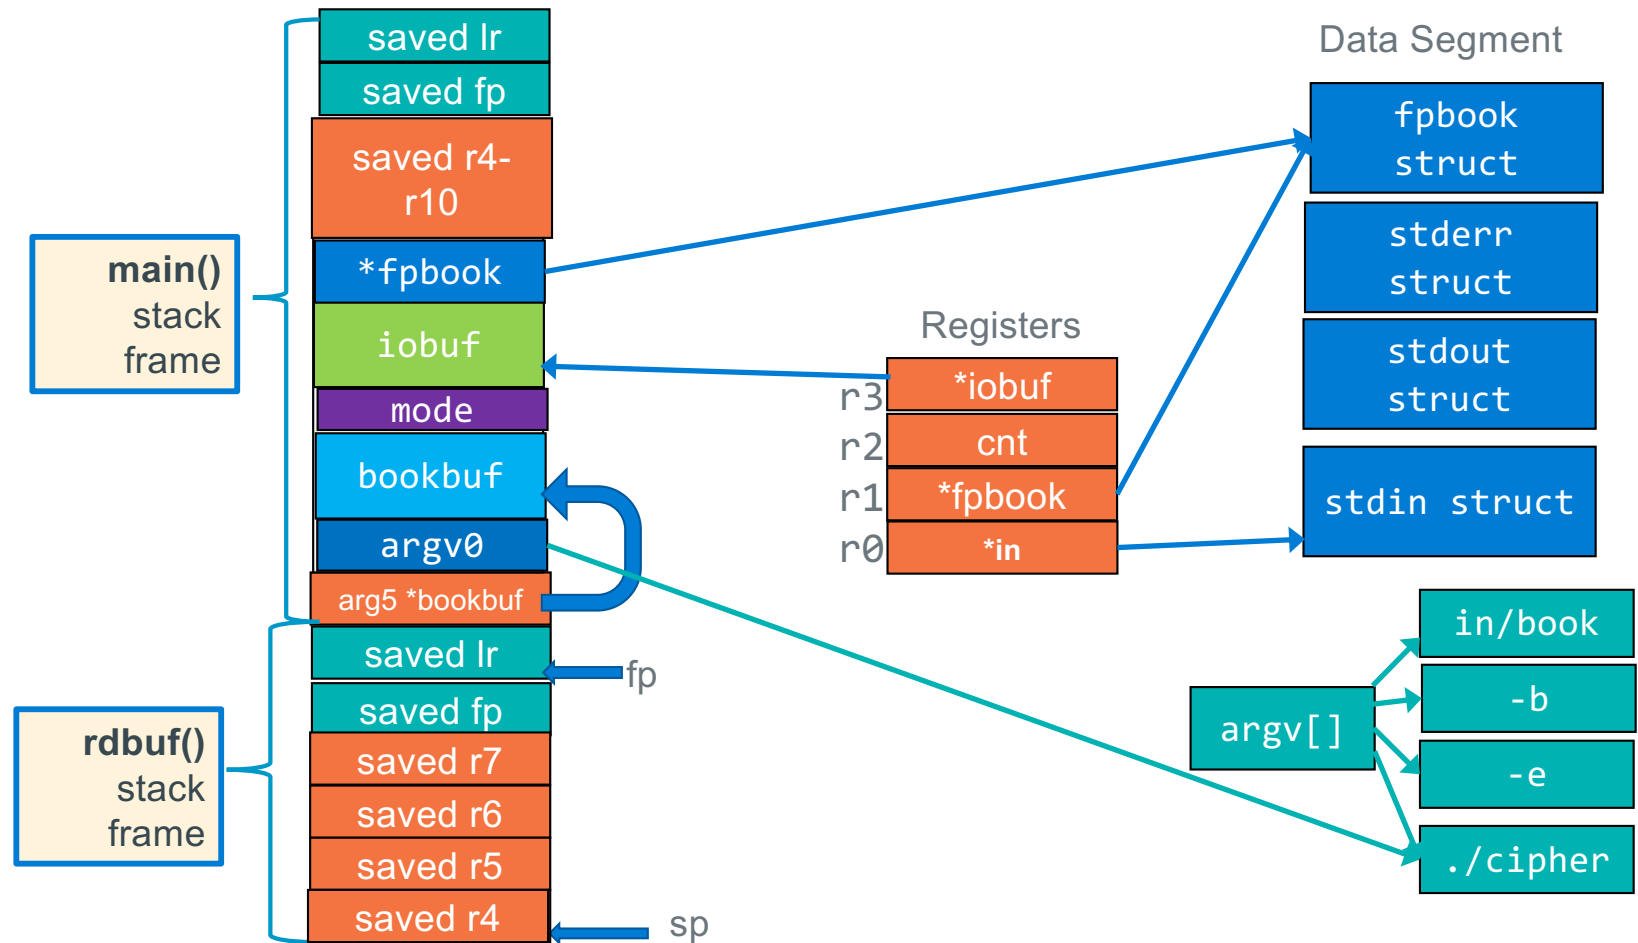 saved lr
saved fp
saved r4-
r10
*fpbook
iobuf
mode
bookbuf
argv0
arg5 *bookbuf
saved lr
saved fp
saved r7
saved r6
saved r5
saved r4
main()
stack
frame
rdbuf()
stack
frame
fp
sp
Registers
r3
*iobuf
r2
cnt
r1
*fpbook
r0
*in
Data Segment
fpbook
struct
stderr
struct
stdout
struct
stdin struct
argv[]
in/book
-b
-e
./cipher